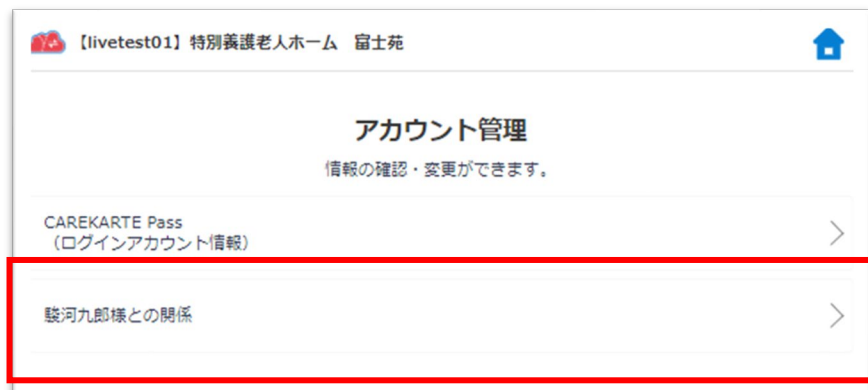 【livetest01】特別養護老人ホーム　富士苑
アカウント管理
情報の確認・変更ができます。
CAREKARTE Pass
（ログインアカウント情報）
駿河九郎様との関係